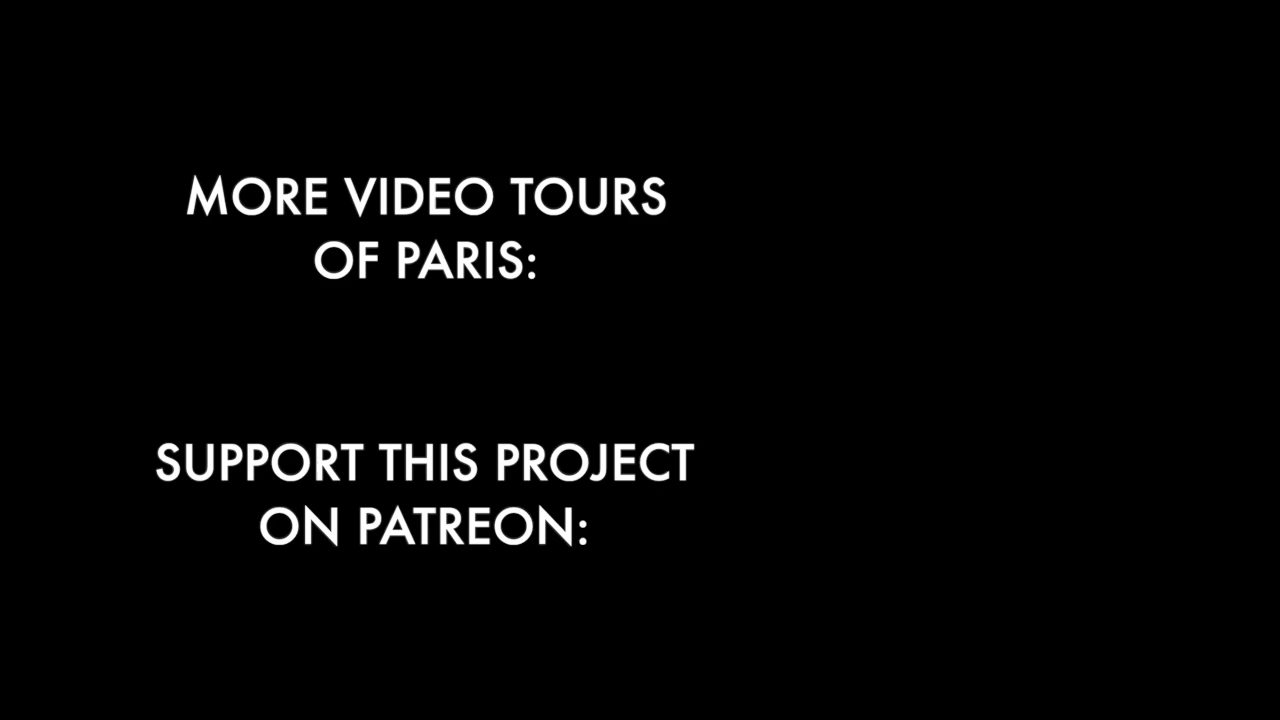 MORE VIDEO TOURS
OF PARIS:
SUPPORT THIS PROJECT
ON PATREON: